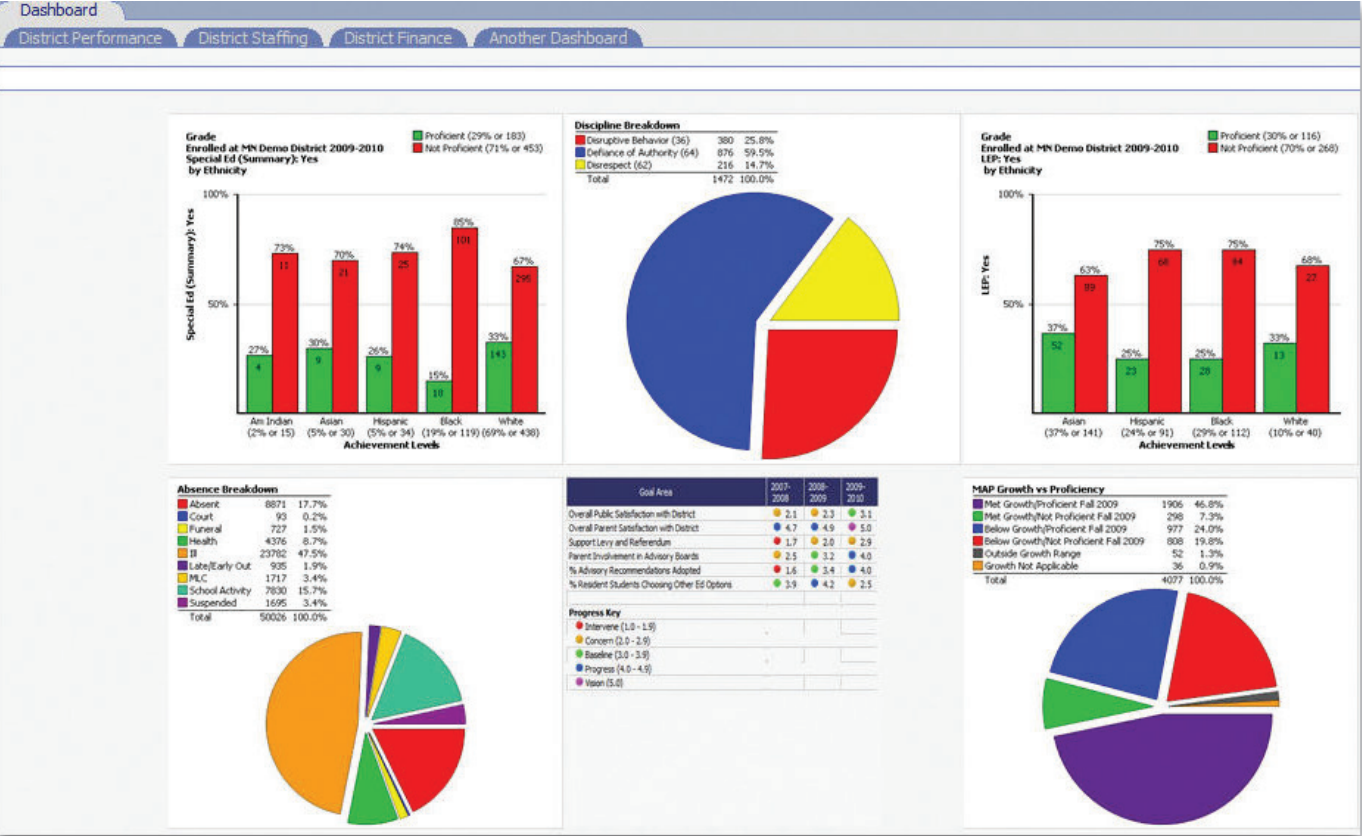 Dashboard
District Performance District Staffing District Finance Another Dashboard
Grade
Enrolled at MN Demo District 2009-2010
Special Ed (Summary): Yes
by Ethnicity
Proficient (29% or 183)
Not Proficient (71% or 453)
100%
50%
Special Ed (Summary): Yes
27% 73% 30% 70% 26% 74% 15% 85% 33% 67%
4 11 9 21 9 25 18 101 143 295
Am Indian Asian Hispanic Black White
(2% or 15) (5% or 30) (5% or 34) (19% or 119) (69% or 438)
Achievement Levels
Discipline Breakdown
Disruptive Behavior (36) 380 25.8%
Defiance of Authority (64) 876 59.5%
Disrespect (62) 216 14.7%
Total 1472 100.0%
Grade
Enrolled at MN Demo District 2009-2010
LEP: Yes
by Ethnicity
Proficient (30% or 116)
Not Proficient (70% or 268)
100%
50%
LEP: Yes
37% 63% 25% 75% 25% 75% 33% 68%
52 89 23 68 28 84 13 27
Asian Hispanic Black White
(37% or 141) (24% or 91) (29% or 112) (10% or 40)
Achievement Levels
Absence Breakdown
Absent 8871 17.7%
Court 93 0.2%
Funeral 727 1.5%
Health 4376 8.7%
Ill 23782 47.5%
Late/Early Out 935 1.9%
MLC 1717 3.4%
School Activity 7830 15.7%
Suspended 1695 3.4%
Total 50026 100.0%
Goal Area 2007-2008 2008-2009 2009-2010
Overall Public Satisfaction with District 2.1 2.3 3.1
Overall Parent Satisfaction with District 4.7 4.9 5.0
Support Levy and Referendum 1.7 2.0 2.9
Parent Involvement in Advisory Boards 2.5 3.2 4.0
% Advisory Recommendations Adopted 1.6 3.4 4.0
% Resident Students Choosing Other Ed Options 3.9 4.2 2.5
Progress Key
Intervene (1.0 - 1.9)
Concern (2.0 - 2.9)
Baseline (3.0 - 3.9)
Progress (4.0 - 4.9)
Vision (5.0)
MAP Growth vs Proficiency
Met Growth/Proficient Fall 2009 1906 46.8%
Met Growth/Not Proficient Fall 2009 298 7.3%
Below Growth/Proficient Fall 2009 977 24.0%
Below Growth/Not Proficient Fall 2009 808 19.8%
Outside Growth Range 52 1.3%
Growth Not Applicable 36 0.9%
Total 4077 100.0%